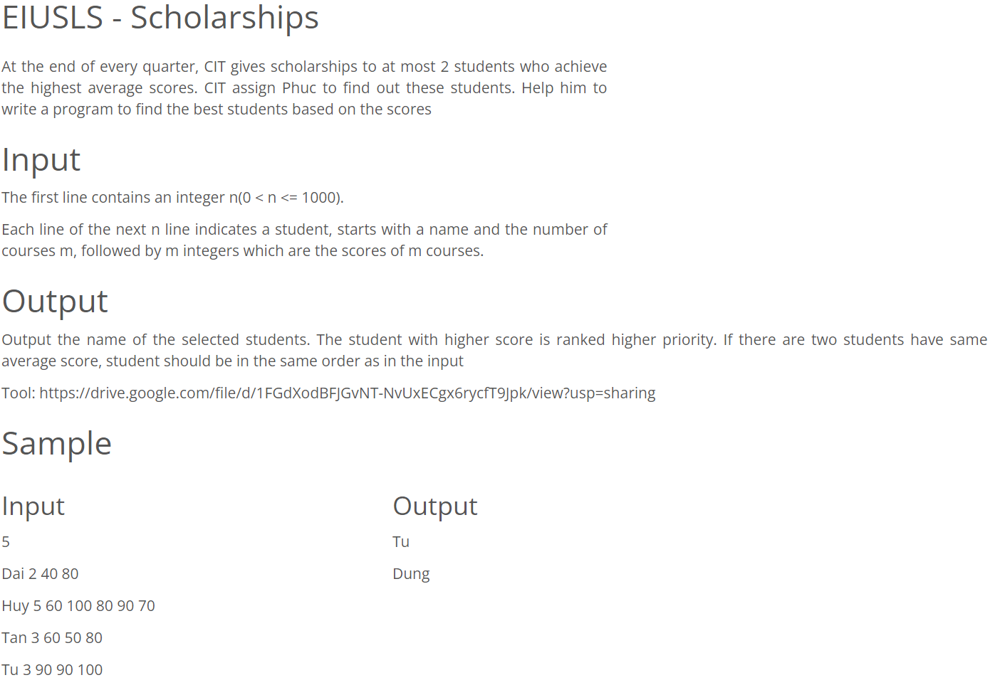 EIUSLS - Scholarships
At the end of every quarter, CIT gives scholarships to at most 2 students who achieve
the highest average scores. CIT assign Phuc to find out these students. Help him to
write a program to find the best students based on the scores
Input
The first line contains an integer n(0 < n <= 1000).
Each line of the next n line indicates a student, starts with a name and the number of
courses m, followed by m integers which are the scores of m courses.
Output
Output the name of the selected students. The student with higher score is ranked higher priority. If there are two students have same
average score, student should be in the same order as in the input
Tool: https://drive.google.com/file/d/1FGdXodBFJGvNT-NvUxECgx6rycfT9Jpk/view?usp=sharing
Sample
Input
5
Dai 2 40 80
Huy 5 60 100 80 90 70
Tan 3 60 50 80
Tu 3 90 90 100
Output
Tu
Dung